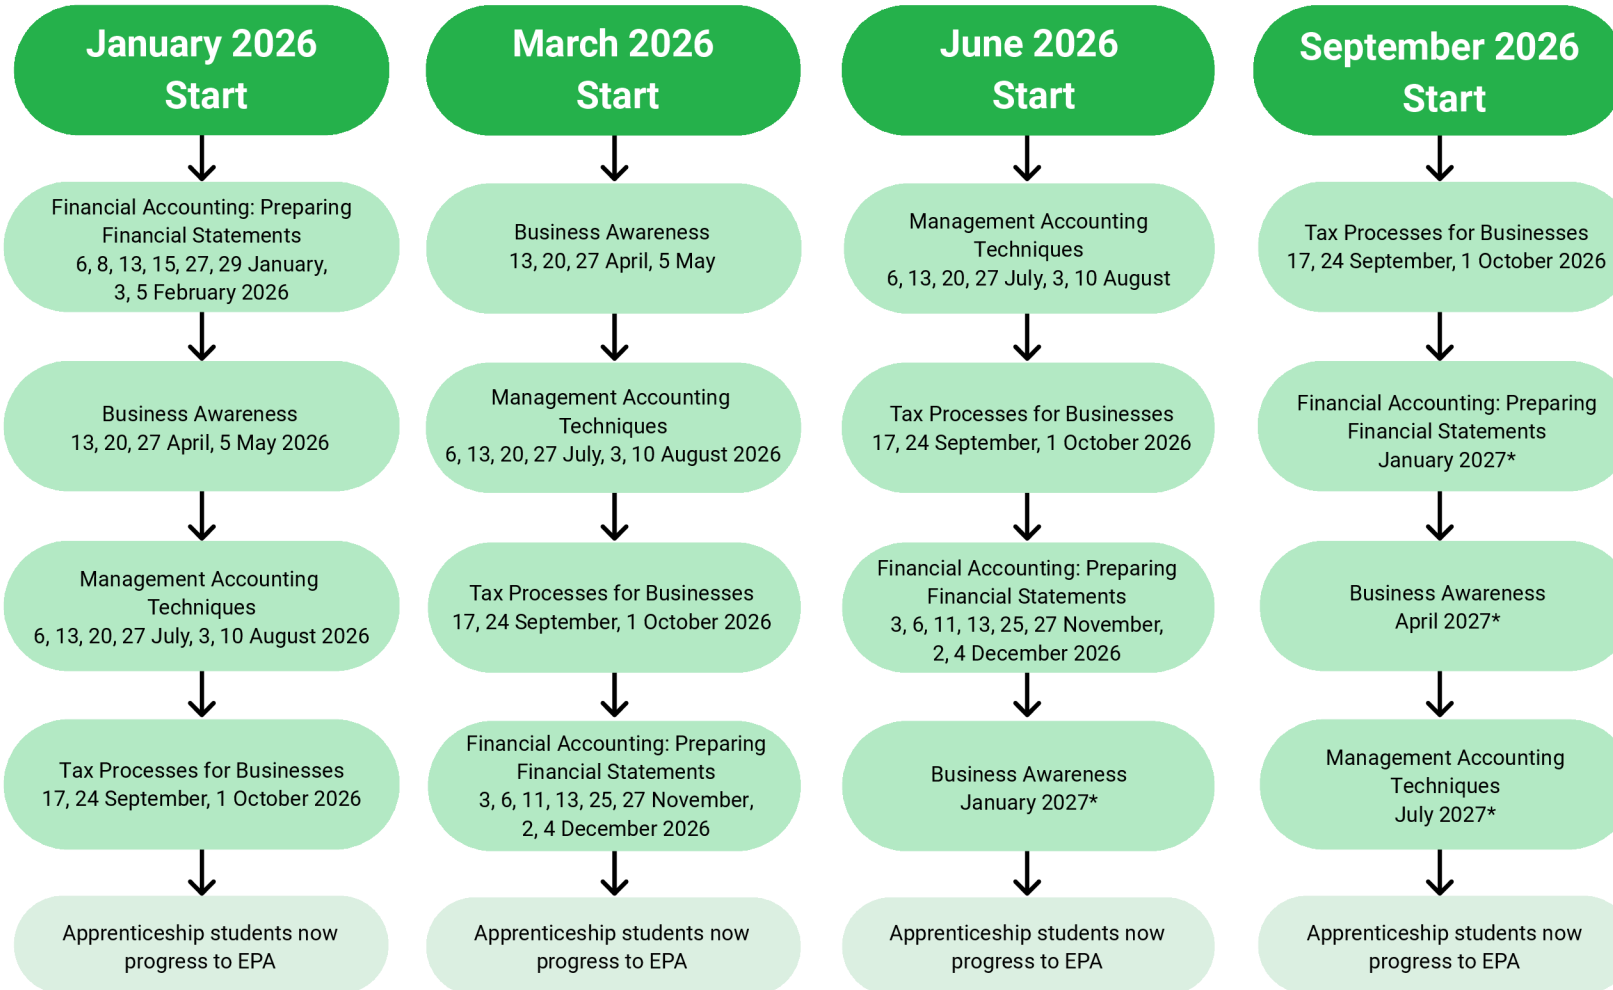 January 2026
Start
Financial Accounting: Preparing
Financial Statements
6, 8, 13, 15, 27, 29 January,
3, 5 February 2026
Business Awareness
13, 20, 27 April, 5 May 2026
Management Accounting
Techniques
6, 13, 20, 27 July, 3, 10 August 2026
Tax Processes for Businesses
17, 24 September, 1 October 2026
Apprenticeship students now
progress to EPA
March 2026
Start
Business Awareness
13, 20, 27 April, 5 May
Management Accounting
Techniques
6, 13, 20, 27 July, 3, 10 August 2026
Tax Processes for Businesses
17, 24 September, 1 October 2026
Financial Accounting: Preparing
Financial Statements
3, 6, 11, 13, 25, 27 November,
2, 4 December 2026
Apprenticeship students now
progress to EPA
June 2026
Start
Management Accounting
Techniques
6, 13, 20, 27 July, 3, 10 August
Tax Processes for Businesses
17, 24 September, 1 October 2026
Financial Accounting: Preparing
Financial Statements
3, 6, 11, 13, 25, 27 November,
2, 4 December 2026
Business Awareness
January 2027*
Apprenticeship students now
progress to EPA
September 2026
Start
Tax Processes for Businesses
17, 24 September, 1 October 2026
Financial Accounting: Preparing
Financial Statements
January 2027*
Business Awareness
April 2027*
Management Accounting
Techniques
July 2027*
Apprenticeship students now
progress to EPA